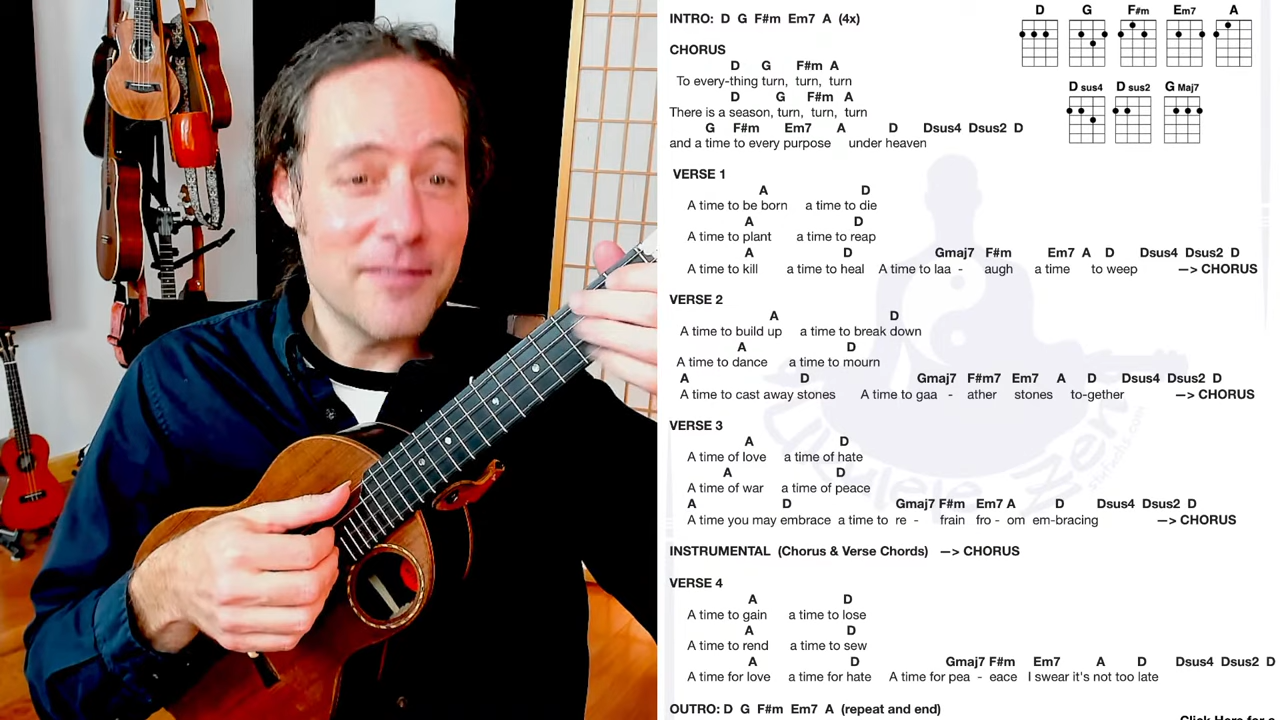 INTRO: D G F#m Em7 A (4x)
D G F#m Em7 A
CHORUS
D G F#m A
To every-thing turn, turn, turn
D sus4 D sus2 G Maj7
D G F#m A
There is a season, turn, turn, turn
G F#m Em7 A D Dsus4 Dsus2 D
and a time to every purpose under heaven
VERSE 1
A D
A time to be born a time to die
A D
A time to plant a time to reap
A D Gmaj7 F#m Em7 A D Dsus4 Dsus2 D
A time to kill a time to heal A time to laa - augh a time to weep —> CHORUS
VERSE 2
A D
A time to build up a time to break down
A D
A time to dance a time to mourn
A D Gmaj7 F#m7 Em7 A D Dsus4 Dsus2 D
A time to cast away stones A time to gaa - ather stones to-gether —> CHORUS
VERSE 3
A D
A time of love a time of hate
A D
A time of war a time of peace
A D Gmaj7 F#m Em7 A D Dsus4 Dsus2 D
A time you may embrace a time to re - frain fro - om em-bracing —> CHORUS
INSTRUMENTAL (Chorus & Verse Chords) —> CHORUS
VERSE 4
A D
A time to gain a time to lose
A D
A time to rend a time to sew
A D Gmaj7 F#m Em7 A D Dsus4 Dsus2 D
A time for love a time for hate A time for pea - eace I swear it's not too late
OUTRO: D G F#m Em7 A (repeat and end)
Ukulele Zen